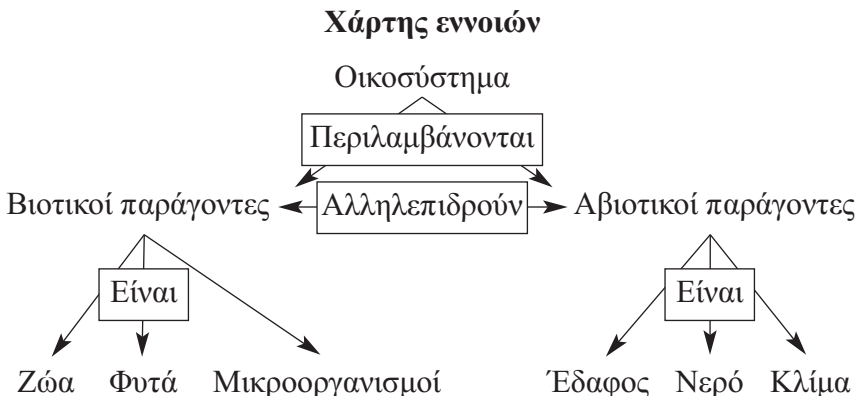 Χάρτης εννοιών
Οικοσύστημα
Περιλαμβάνονται
Βιοτικοί παράγοντες Αλληλεπιδρούν Αβιοτικοί παράγοντες
Είναι Είναι
Ζώα Φυτά Μικροοργανισμοί Έδαφος Νερό Κλίμα